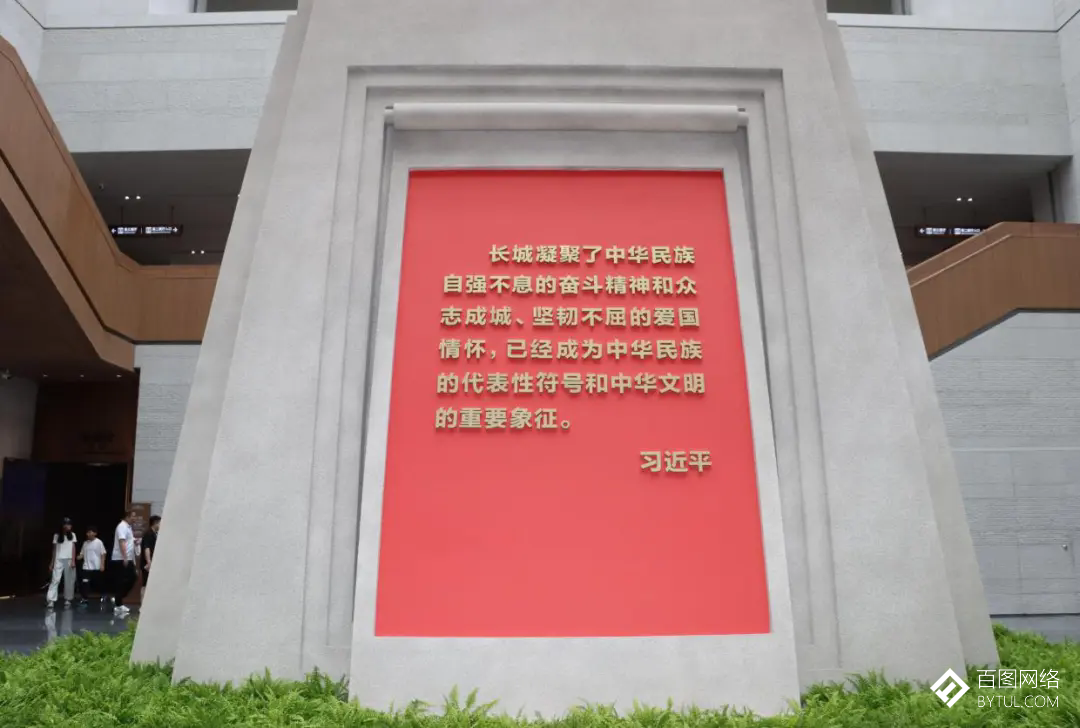 长城凝聚了中华民族
自强不息的奋斗精神和众
志成城、坚韧不屈的爱国
情怀，已经成为中华民族
的代表性符号和中华文明
的重要象征。
习近平
百图网络
BYTUL.COM